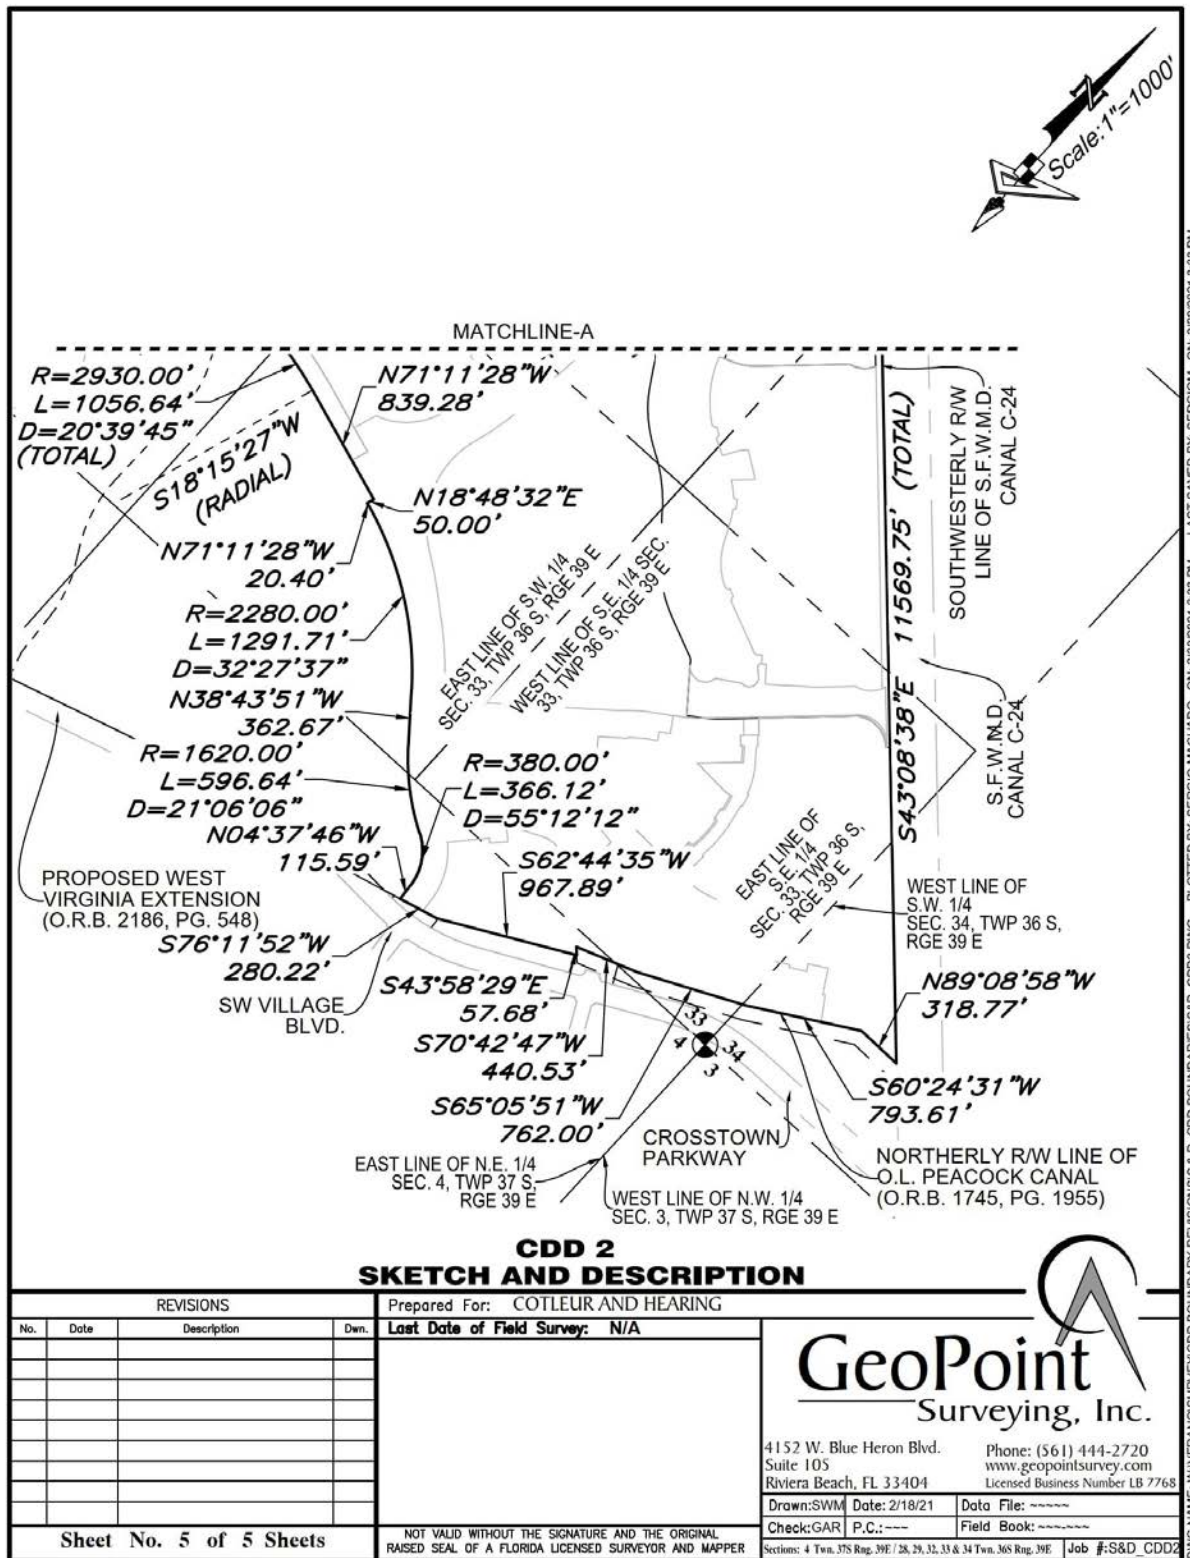 Scale:1"=1000'
MATCHLINE-A
R=2930.00'
L=1056.64'
D=20°39'45"
(TOTAL)
S18°15'27"W
(RADIAL)
N71°11'28"W
839.28'
N18°48'32"E
50.00'
N71°11'28"W
20.40'
R=2280.00'
L=1291.71'
D=32°27'37"
N38°43'51"W
362.67'
R=1620.00'
L=596.64'
D=21°06'06"
N04°37'46"W
115.59'
EAST LINE OF S.W. 1/4
SEC. 33, TWP 36 S, RGE 39 E
WEST LINE OF S.E. 1/4 SEC.
33, TWP 36 S, RGE 39 E
S43°08'38"E 11569.75' (TOTAL)
SOUTHWESTERLY R/W
LINE OF S.F.W.M.D.
CANAL C-24
S.F.W.M.D.
CANAL C-24
R=380.00'
L=366.12'
D=55°12'12"
S62°44'35"W
967.89'
EAST LINE OF
S.E. 1/4
SEC. 33, TWP 36 S,
RGE 39 E
WEST LINE OF
S.W. 1/4
SEC. 34, TWP 36 S,
RGE 39 E
PROPOSED WEST
VIRGINIA EXTENSION
(O.R.B. 2186, PG. 548)
S76°11'52"W
280.22'
SW VILLAGE
BLVD.
S43°58'29"E
57.68'
S70°42'47"W
440.53'
S65°05'51"W
762.00'
33
34
4
3
N89°08'58"W
318.77'
S60°24'31"W
793.61'
CROSSTOWN
PARKWAY
NORTHERLY R/W LINE OF
O.L. PEACOCK CANAL
(O.R.B. 1745, PG. 1955)
EAST LINE OF N.E. 1/4
SEC. 4, TWP 37 S,
RGE 39 E
WEST LINE OF N.W. 1/4
SEC. 3, TWP 37 S, RGE 39 E
CDD 2
SKETCH AND DESCRIPTION
REVISIONS
No. Date Description Dwn.
Sheet No. 5 of 5 Sheets
Prepared For: COTLEUR AND HEARING
Last Date of Field Survey: N/A
NOT VALID WITHOUT THE SIGNATURE AND THE ORIGINAL
RAISED SEAL OF A FLORIDA LICENSED SURVEYOR AND MAPPER
GeoPoint
Surveying, Inc.
4152 W. Blue Heron Blvd.
Suite 105
Riviera Beach, FL 33404
Phone: (561) 444-2720
www.geopointsurvey.com
Licensed Business Number LB 7768
Drawn:SWM Date: 2/18/21 Data File: ~~~~~
Check:GAR P.C.:~~~ Field Book: ~~~-~~~
Sections: 4 Twn. 37S Rng. 39E / 28, 29, 32, 33 & 34 Twn. 36S Rng. 39E Job #:S&D_CDD2